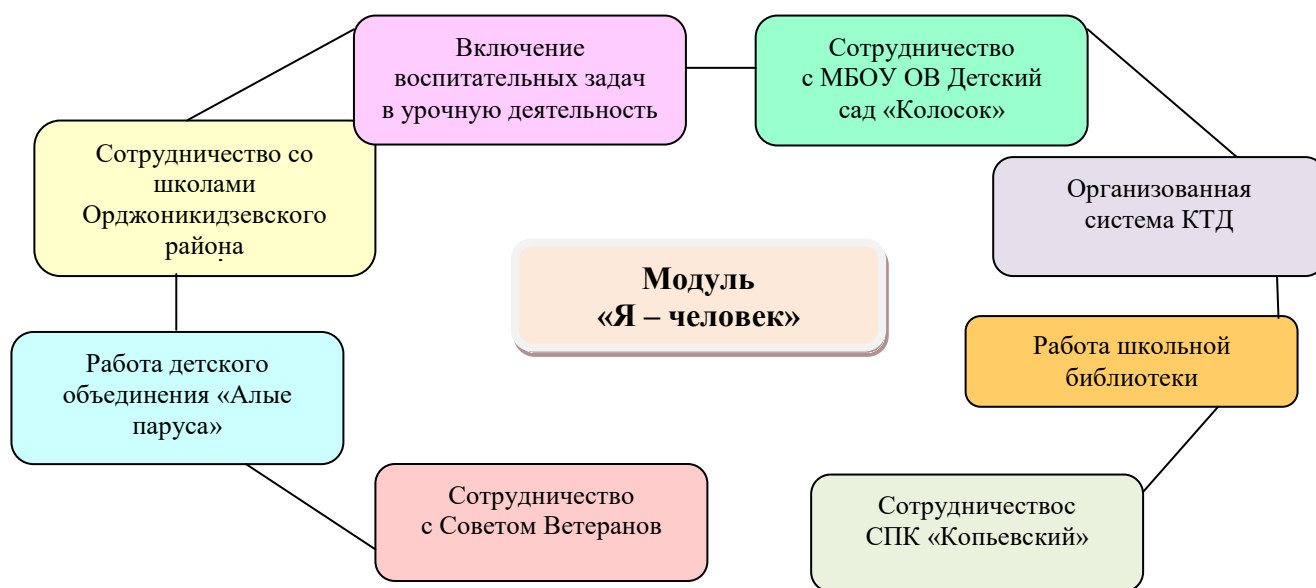 Включение
воспитательных задач
в урочную деятельность
Сотрудничество
с МБОУ ОВ Детский
сад «Колосок»
Сотрудничество со
школами
Орджоникидзевского
района
Организованная
система КТД
Модуль
«Я – человек»
Работа детского
объединения «Алые
паруса»
Работа школьной
библиотеки
Сотрудничество
с Советом Ветеранов
Сотрудничествос
СПК «Копьевский»